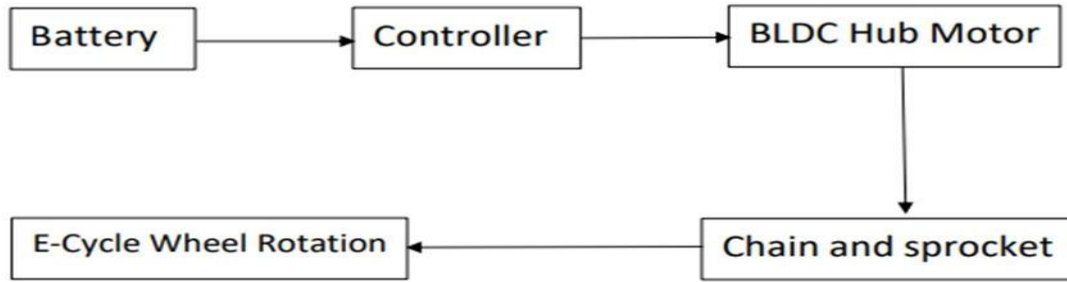 Battery
Controller
BLDC Hub Motor
Chain and sprocket
E-Cycle Wheel Rotation